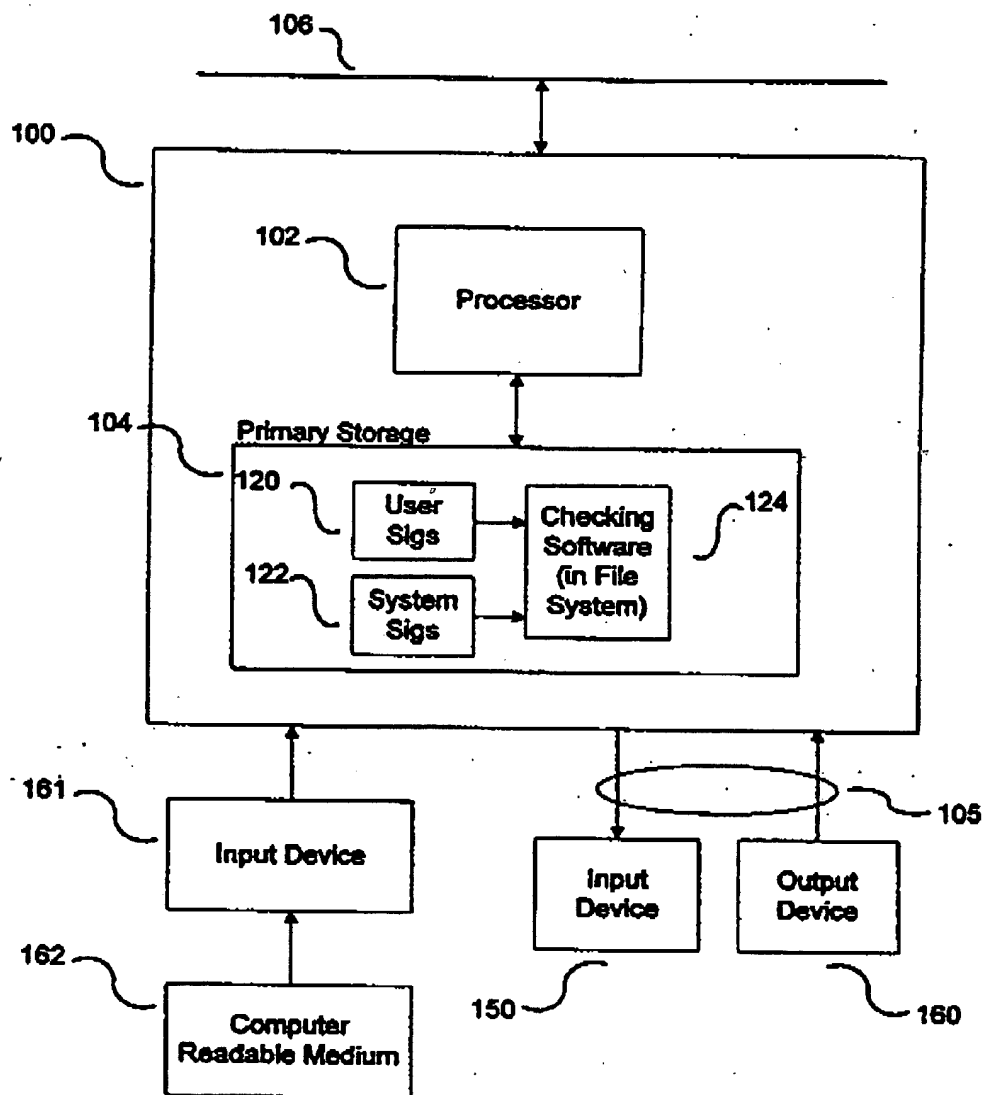 106
100
102
Processor
104
Primary Storage
120
User
Sigs
Checking
Software
(in File
System)
124
122
System
Sigs
161
Input Device
105
Input
Device
Output
Device
162
Computer
Readable Medium
150
160